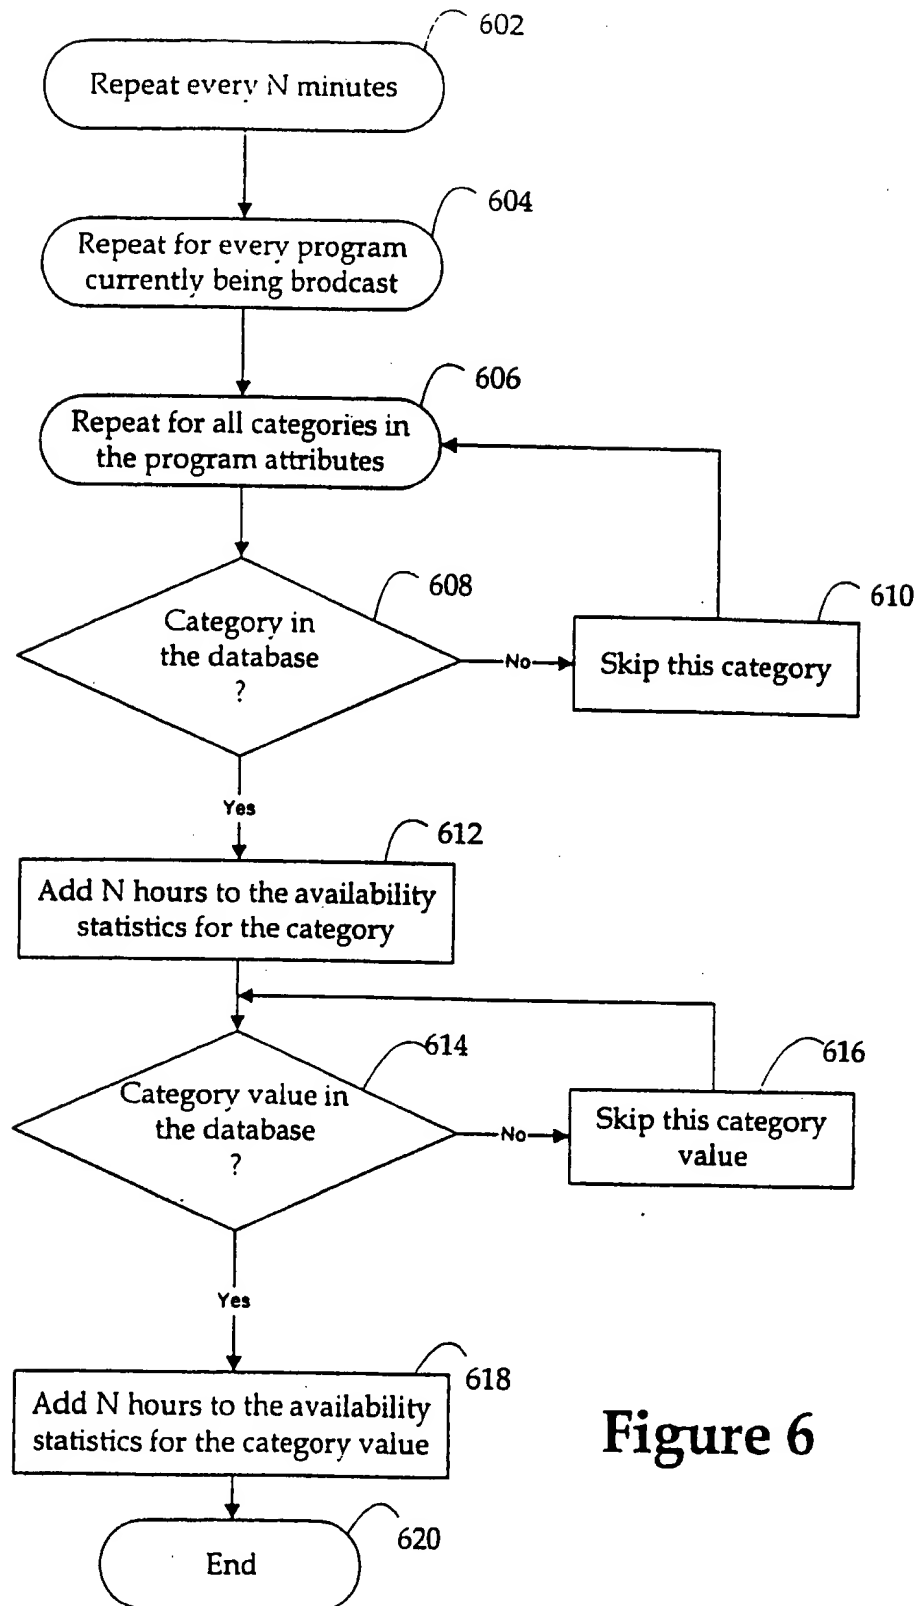 602
Repeat every N minutes
604
Repeat for every program
currently being brodcast
606
Repeat for all categories in
the program attributes
608
Category in
the database
?
610
No
Skip this category
Yes
612
Add N hours to the availability
statistics for the category
614
Category value in
the database
?
616
No
Skip this category
value
Yes
618
Add N hours to the availability
statistics for the category value
Figure 6
620
End